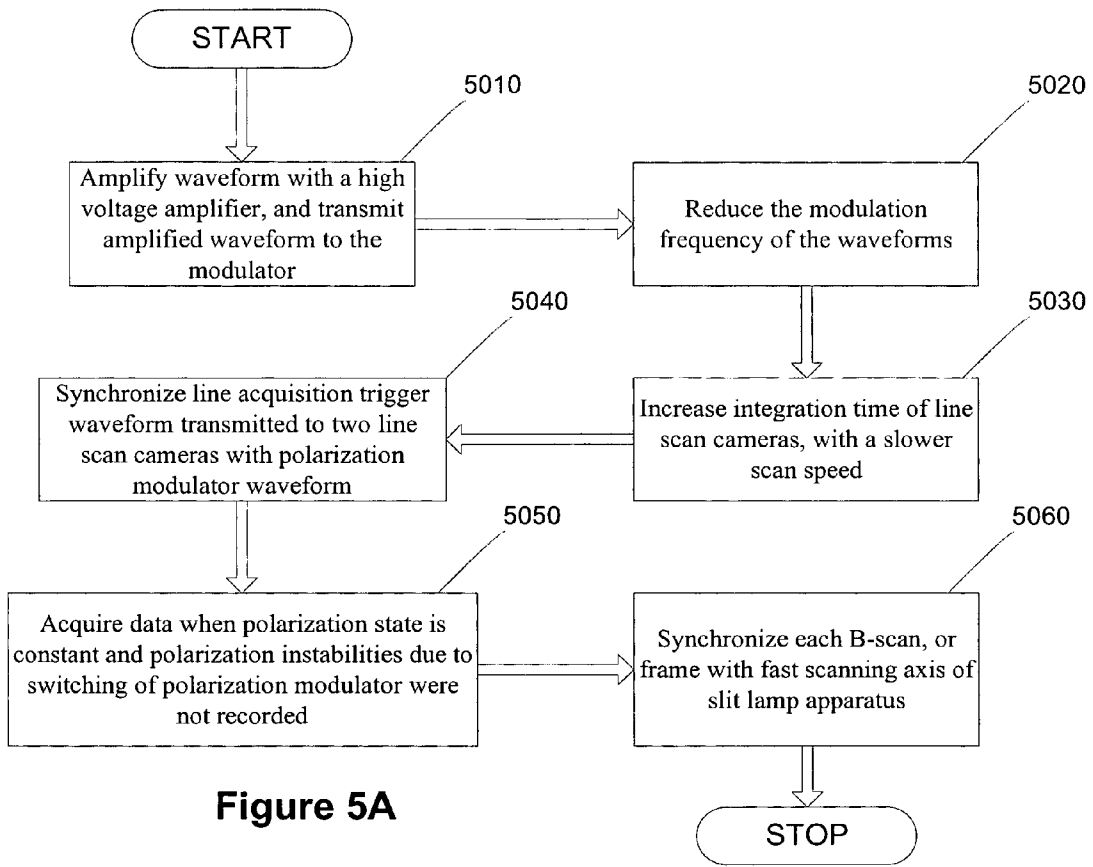 START
5010
Amplify waveform with a high
voltage amplifier, and transmit
amplified waveform to the
modulator
5020
Reduce the modulation
frequency of the waveforms
5030
Increase integration time of line
scan cameras, with a slower
scan speed
5040
Synchronize line acquisition trigger
waveform transmitted to two line
scan cameras with polarization
modulator waveform
5050
Acquire data when polarization state is
constant and polarization instabilities due to
switching of polarization modulator were
not recorded
5060
Synchronize each B-scan, or
frame with fast scanning axis of
slit lamp apparatus
STOP
Figure 5A